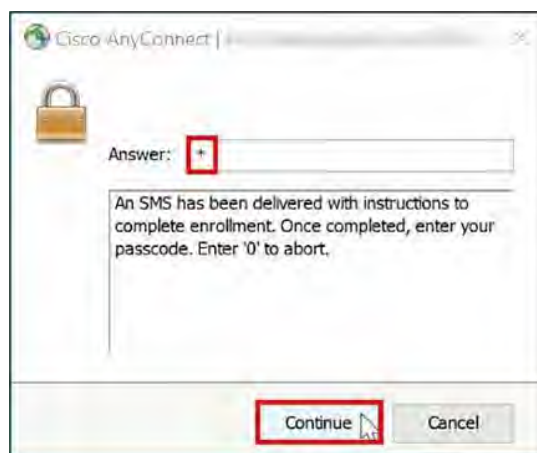 Cisco AnyConnect |
Answer: *
An SMS has been delivered with instructions to
complete enrollment. Once completed, enter your
passcode. Enter '0' to abort.
Continue
Cancel